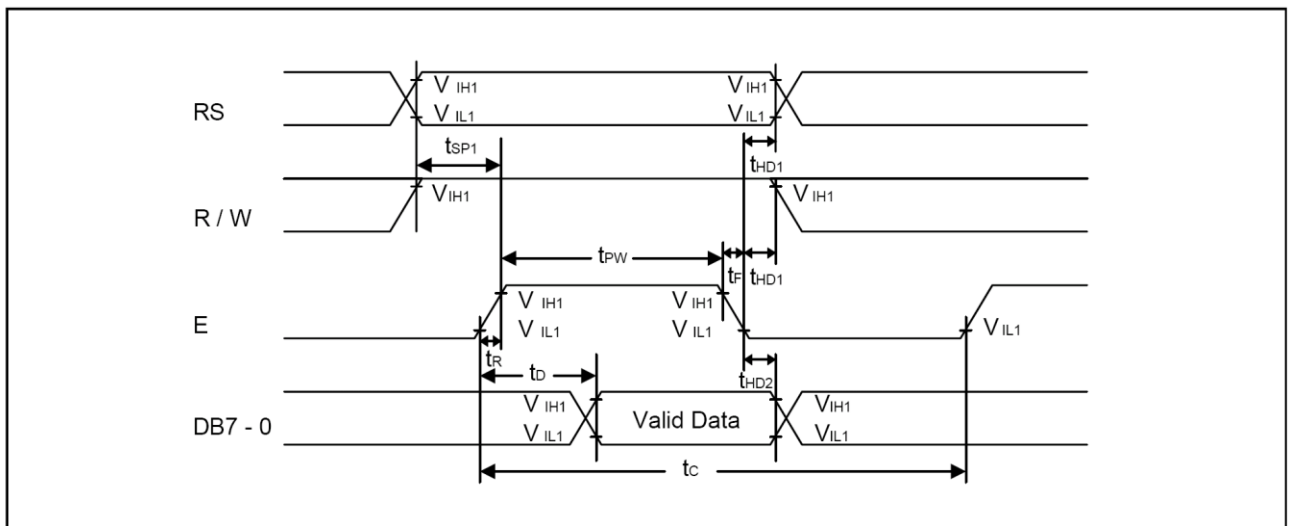 V IH1 V IH1
RS
V IL1 V IL1
tSP1 tHD1
VIH1 V IH1
R / W
tPW tF tHD1
V IH1 V IH1
E V IL1 V IL1 V IL1
tR
tD tHD2
V IH1 VIH1
DB7 - 0 Valid Data
V IL1 VIL1
tC